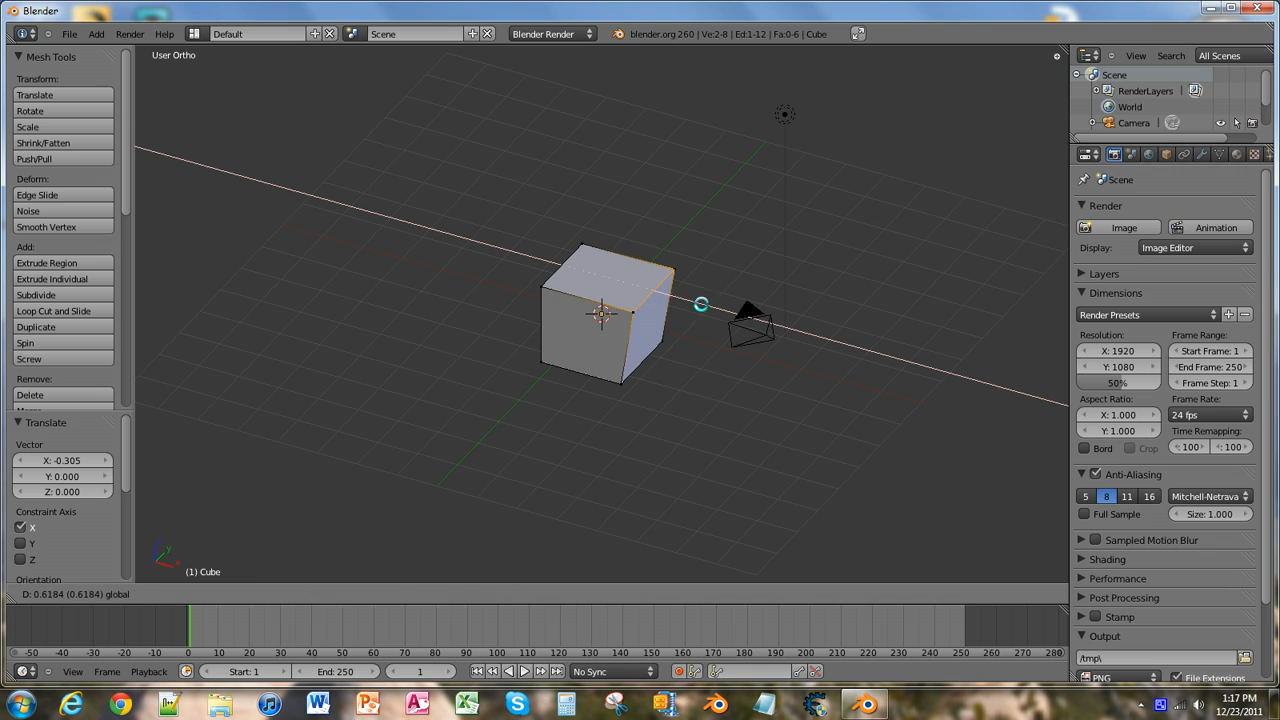 Blender
File Add Render Help Default Scene Blender Render blender.org 260 | Ve:2-8 | Ed:1-12 | Fa:0-6 | Cube
Mesh Tools
Transform:
Translate
Rotate
Scale
Shrink/Fatten
Push/Pull
Deform:
Edge Slide
Noise
Smooth Vertex
Add:
Extrude Region
Extrude Individual
Subdivide
Loop Cut and Slide
Duplicate
Spin
Screw
Remove:
Delete
Translate
Vector
X: -0.305
Y: 0.000
Z: 0.000
Constraint Axis
X
Y
Z
Orientation
User Ortho
(1) Cube
D: 0.6184 (0.6184) global
View Search All Scenes
Scene
RenderLayers
World
Camera
Scene
Render
Image Animation
Display: Image Editor
Layers
Dimensions
Render Presets
Resolution: Frame Range:
X: 1920 Start Frame: 1
Y: 1080 End Frame: 250
50% Frame Step: 1
Aspect Ratio: Frame Rate:
X: 1.000 24 fps
Y: 1.000 Time Remapping:
Bord Crop : 100 : 100
Anti-Aliasing
5 8 11 16 Mitchell-Netrava
Full Sample Size: 1.000
Sampled Motion Blur
Shading
Performance
Post Processing
Stamp
Output
/tmp\
PNG File Extensions
-50 -40 -30 -20 -10 0 10 20 30 40 50 60 70 80 90 100 110 120 130 140 150 160 170 180 190 200 210 220 230 240 250 260 270 280
View Frame Playback Start: 1 End: 250 1 No Sync
1:17 PM
12/23/2011